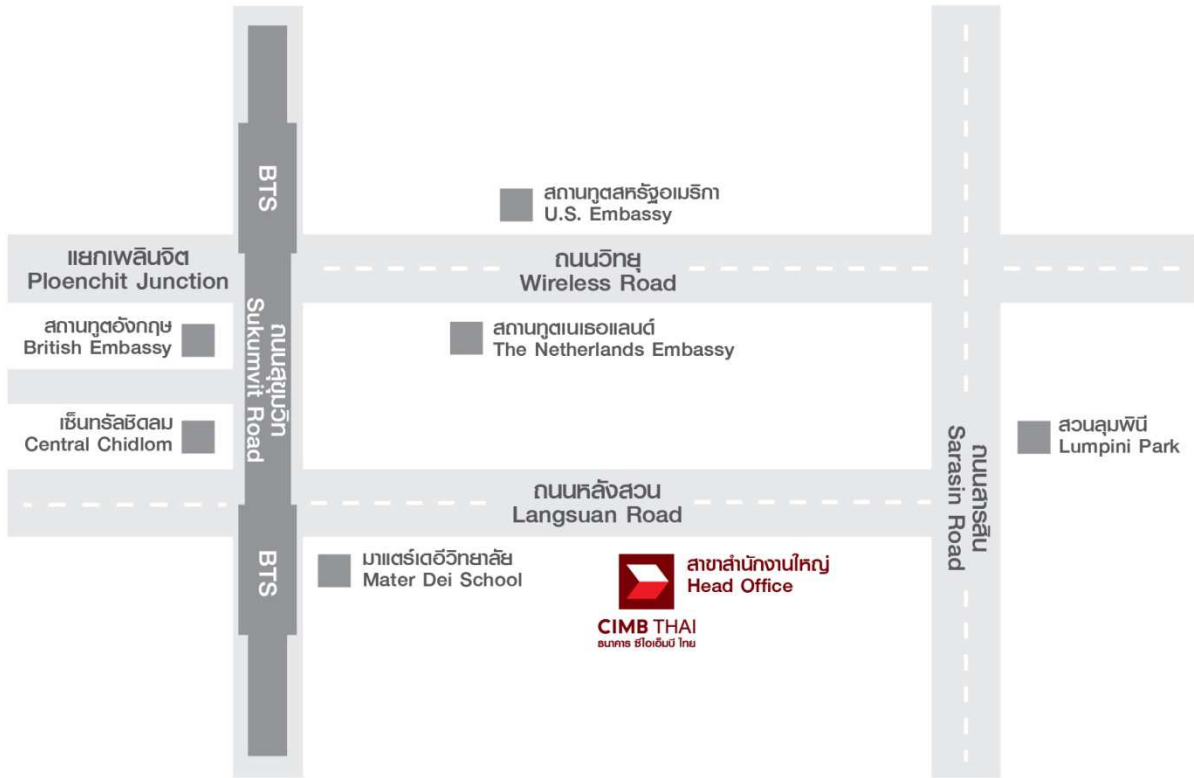 BTS
สถานทูตสหรัฐอเมริกา
U.S. Embassy
แยกเพลินจิต
Ploenchit Junction
ถนนวิทยุ
Wireless Road
สถานทูตอังกฤษ
British Embassy
ถนนสุขุมวิท
Sukumvit Road
สถานทูตเนเธอแลนด์
The Netherlands Embassy
เซ็นทรัลชิดลม
Central Chidlom
สวนลุมพินี
Lumpini Park
ถนนหลังสวน
Langsuan Road
ถนนสารสิน
Sarasin Road
BTS
มาแตร์เดอีวิทยาลัย
Mater Dei School
สาขาสำนักงานใหญ่
Head Office
CIMB THAI
ธนาคาร ซีไอเอ็มบี ไทย